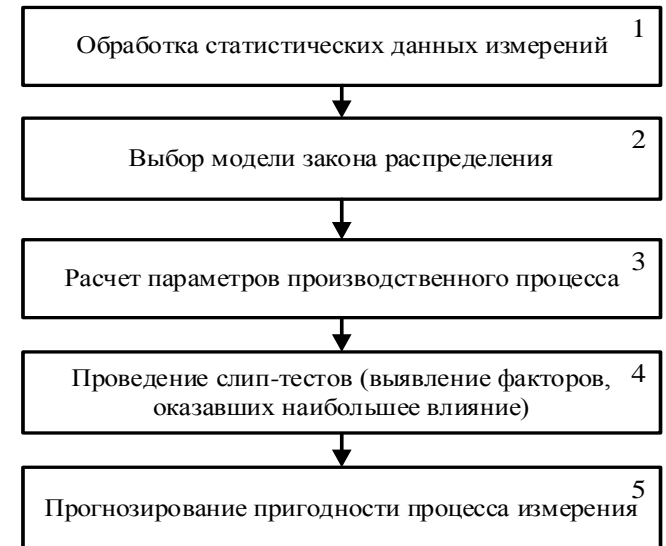 1
Обработка статистических данных измерений
2
Выбор модели закона распределения
3
Расчет параметров производственного процесса
4
Проведение слип-тестов (выявление факторов,
оказавших наибольшее влияние)
5
Прогнозирование пригодности процесса измерения